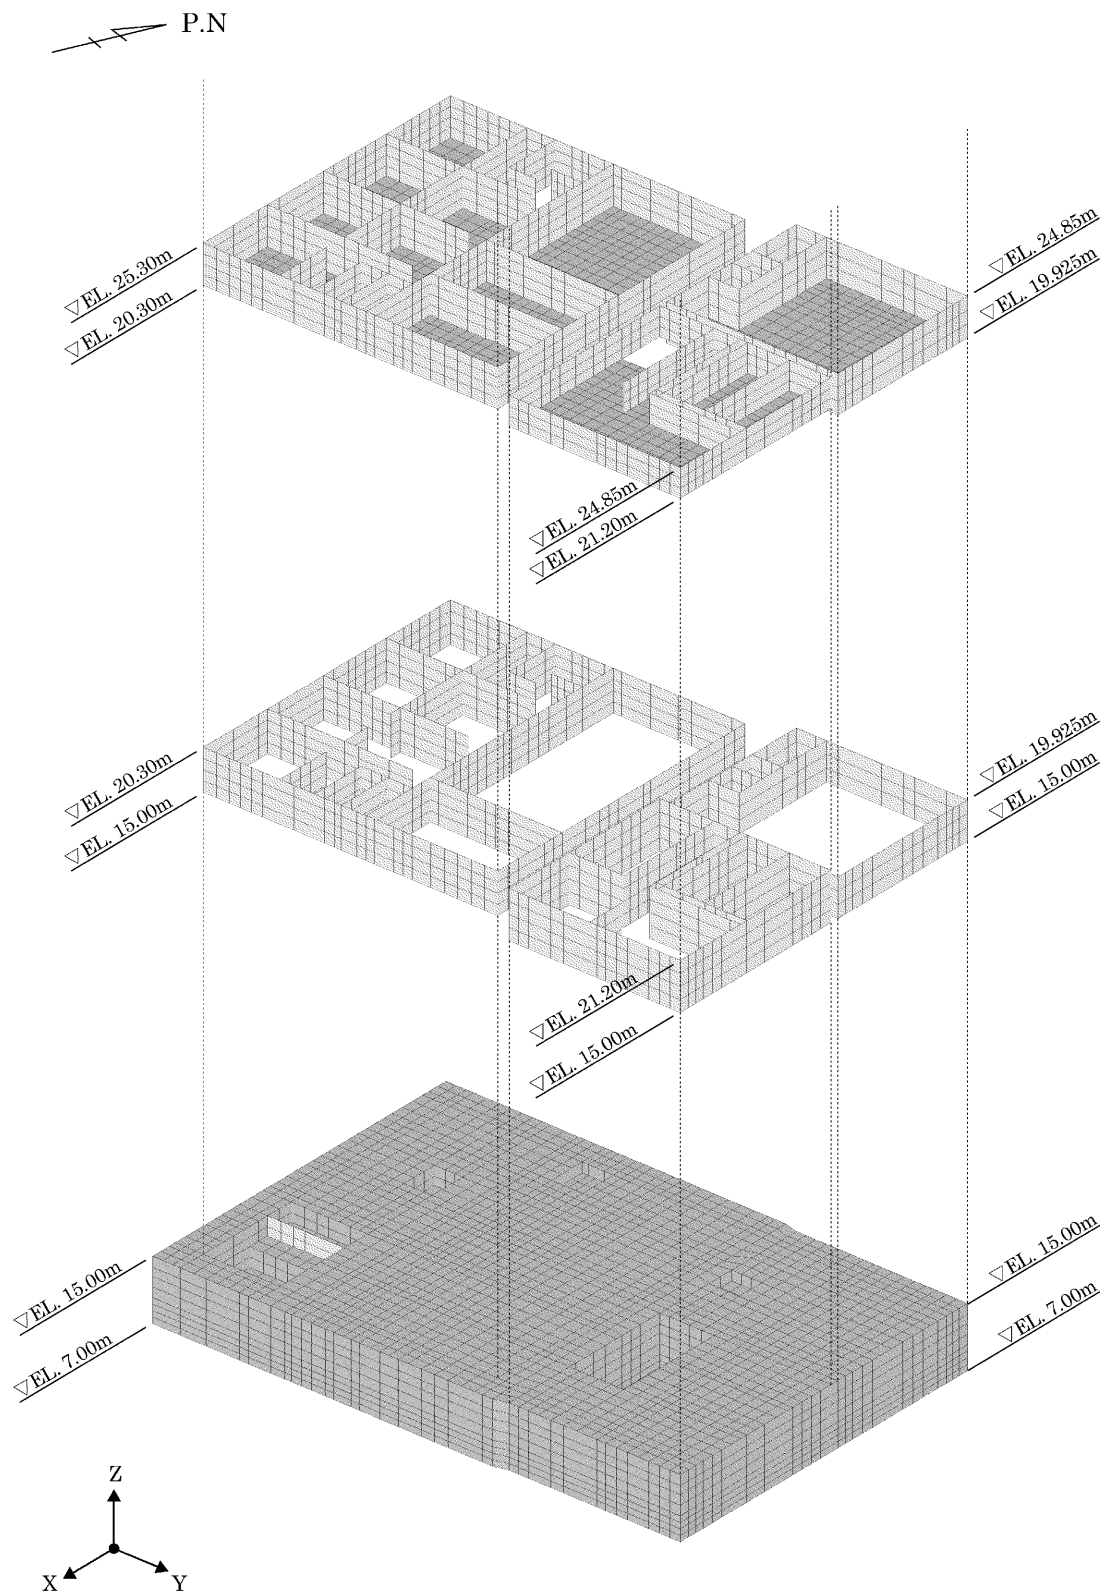 P.N
▽EL. 25.30m
▽EL. 20.30m
▽EL. 24.85m
▽EL. 19.925m
▽EL. 24.85m
▽EL. 21.20m
▽EL. 20.30m
▽EL. 15.00m
▽EL. 19.925m
▽EL. 15.00m
▽EL. 21.20m
▽EL. 15.00m
▽EL. 15.00m
▽EL. 7.00m
▽EL. 15.00m
▽EL. 7.00m
Z
X
Y